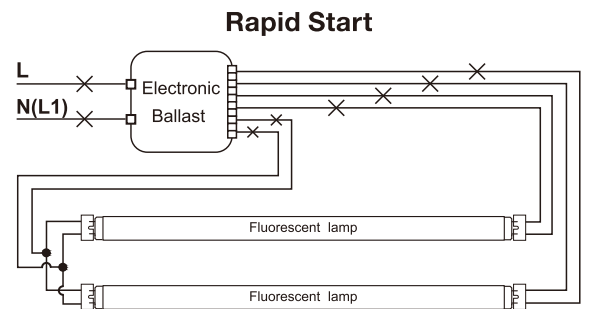 Rapid Start
L
N(L1)
Electronic
Ballast
Fluorescent lamp
Fluorescent lamp